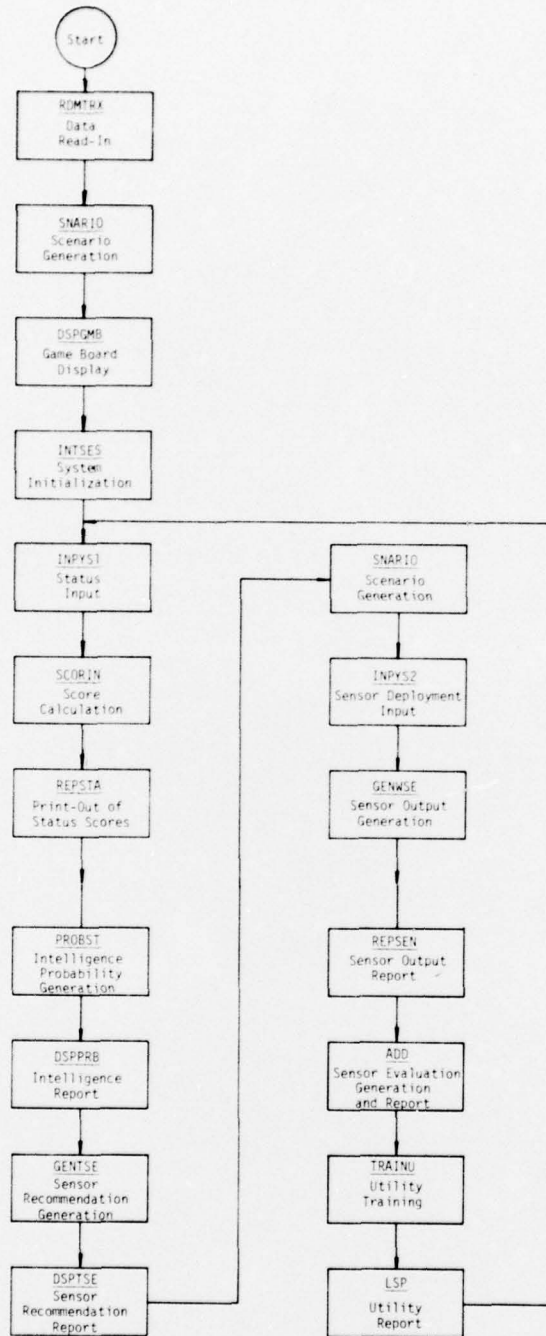 Start
RDMTRX
Data
Read-In
SNARIO
Scenario
Generation
DSPGMB
Game Board
Display
INTSES
System
Initialization
INPYS1
Status
Input
SCORIN
Score
Calculation
REPSTA
Print-Out of
Status Scores
PROBST
Intelligence
Probability
Generation
DSPPRB
Intelligence
Report
GENTSE
Sensor
Recommendation
Generation
DSPTSE
Sensor
Recommendation
Report
SNARIO
Scenario
Generation
INPYS2
Sensor Deployment
Input
GENWSE
Sensor Output
Generation
REPSEN
Sensor Output
Report
ADD
Sensor Evaluation
Generation
and Report
TRAINU
Utility
Training
LSP
Utility
Report